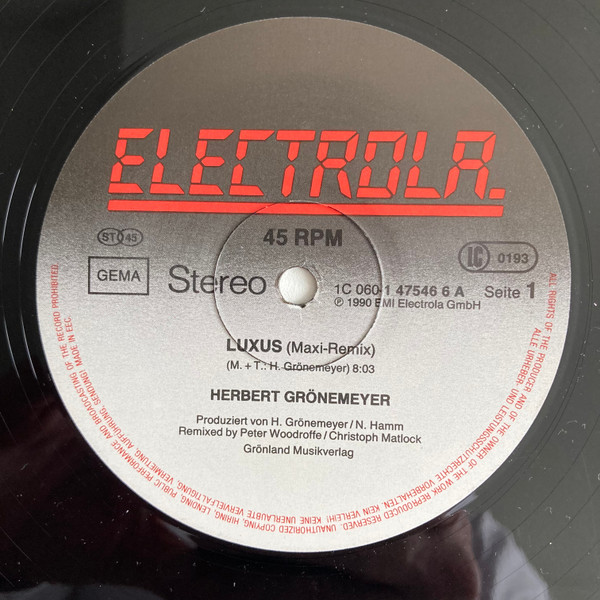 ELECTROLA.
45 RPM
ST 45
GEMA
Stereo
LC 0193
1C 060-1 47546 6 A
Seite 1
℗ 1990 EMI Electrola GmbH
LUXUS (Maxi-Remix)
(M. + T.: H. Grönemeyer) 8:03
HERBERT GRÖNEMEYER
Produziert von H. Grönemeyer / N. Hamm
Remixed by Peter Woodroffe / Christoph Matlock
Grönland Musikverlag
ALL RIGHTS OF THE PRODUCER AND OF THE OWNER OF THE WORK REPRODUCED RESERVED. UNAUTHORIZED COPYING, HIRING, LENDING, PUBLIC PERFORMANCE AND BROADCASTING OF THE RECORD PROHIBITED.
ALLE URHEBER- UND LEISTUNGSSCHUTZRECHTE VORBEHALTEN. KEIN VERLEIH! KEINE UNERLAUBTE VERVIELFÄLTIGUNG, VERMIETUNG, AUFFÜHRUNG, SENDUNG! MADE IN EEC.